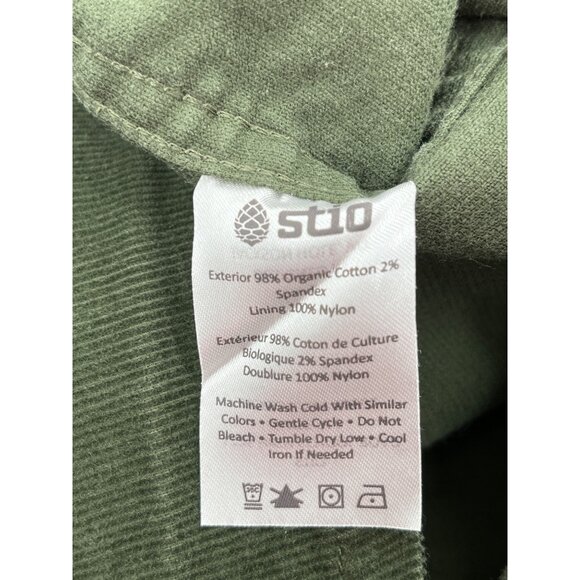 stio
Exterior 98% Organic Cotton 2%
Spandex
Lining 100% Nylon
Extérieur 98% Coton de Culture
Biologique 2% Spandex
Doublure 100% Nylon
Machine Wash Cold With Similar
Colors • Gentle Cycle • Do Not
Bleach • Tumble Dry Low • Cool
Iron If Needed